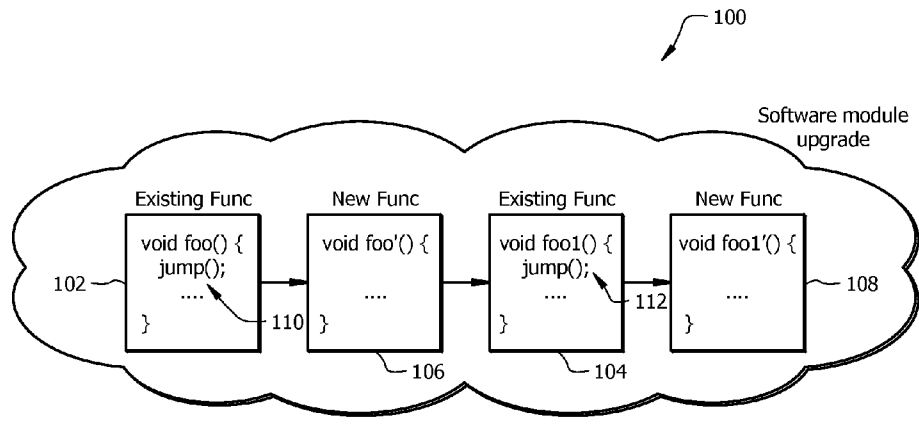 100
Software module
upgrade
Existing Func
New Func
Existing Func
New Func
void foo() {
jump();
....
}
void foo'() {
....
}
void foo1() {
jump();
....
}
void foo1'() {
....
}
102
110
106
112
104
108